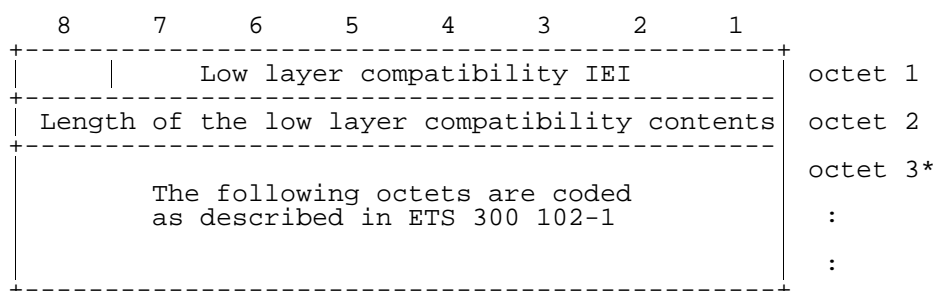 8 7 6 5 4 3 2 1
Low layer compatibility IEI octet 1
Length of the low layer compatibility contents octet 2
octet 3*
The following octets are coded
as described in ETS 300 102-1
:
: